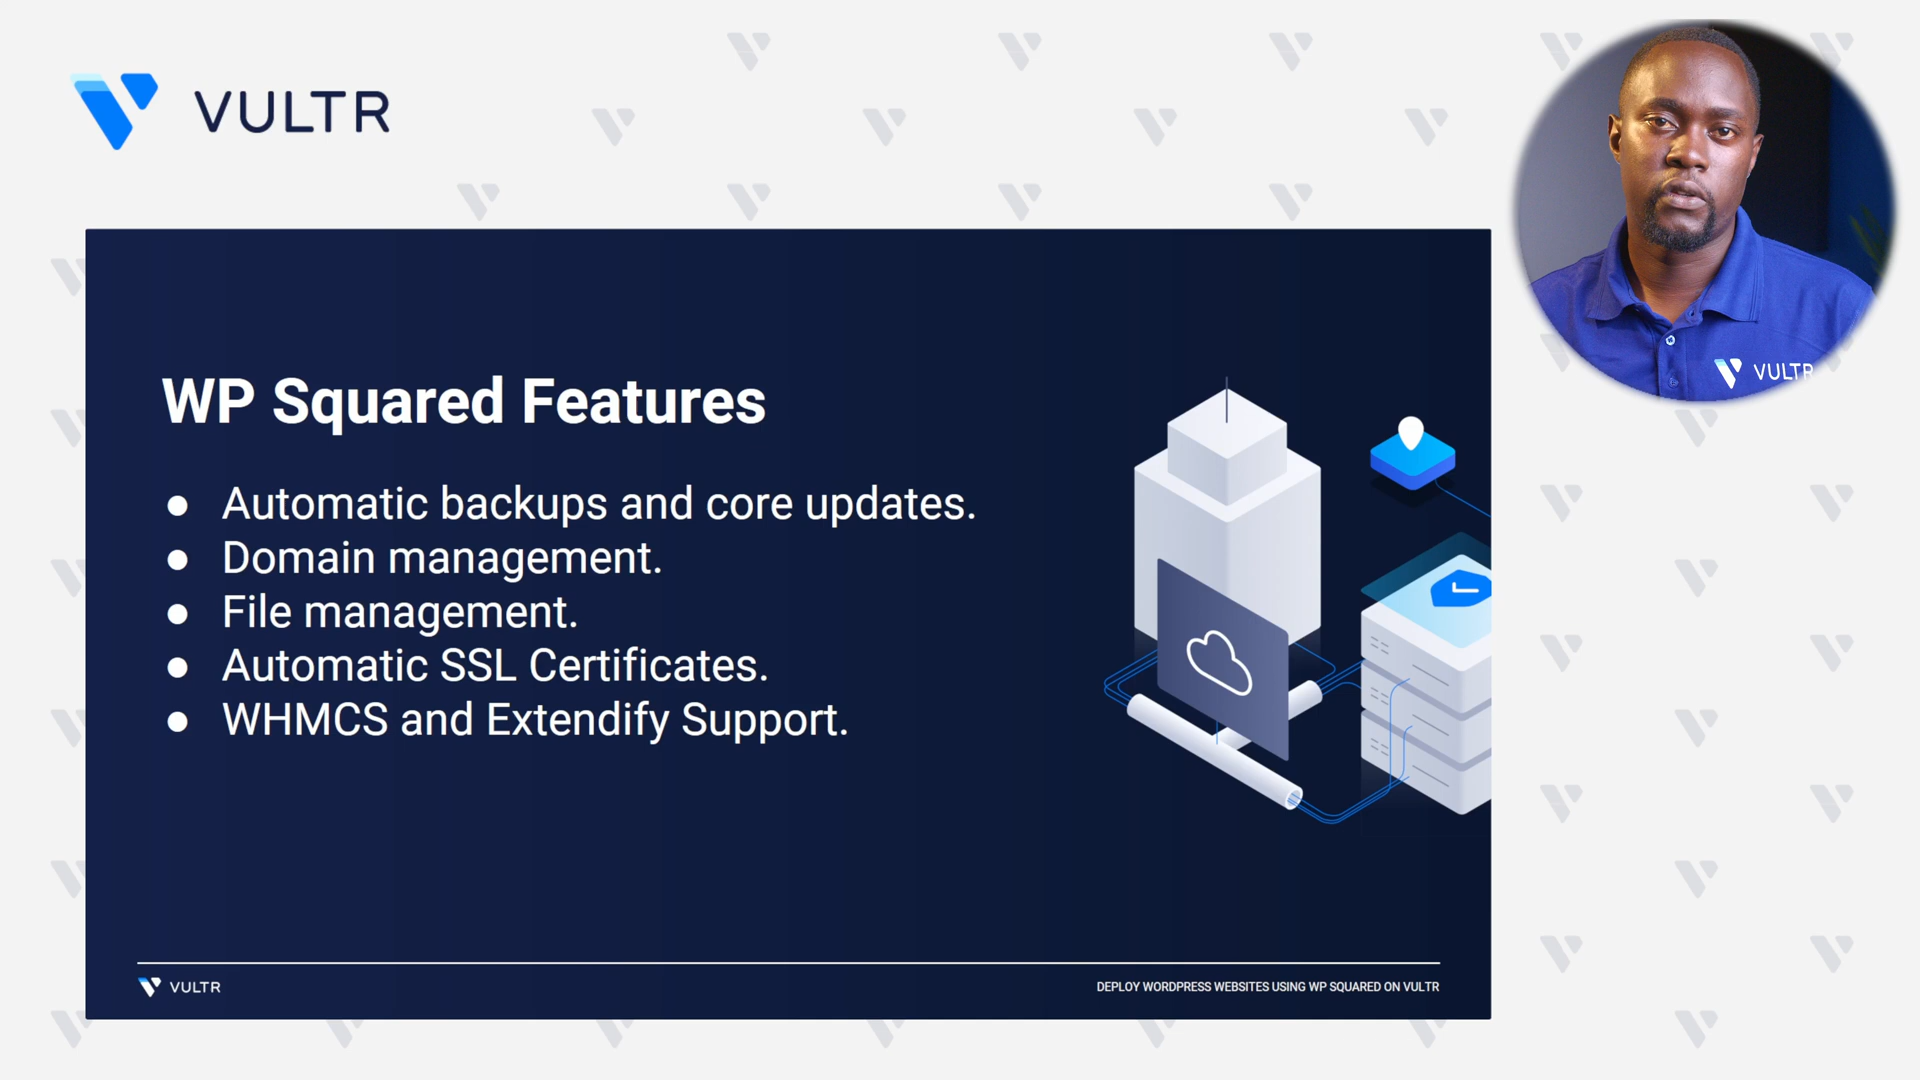 VULTR
VULTR
WP Squared Features
● Automatic backups and core updates.
● Domain management.
● File management.
● Automatic SSL Certificates.
● WHMCS and Extendify Support.
VULTR
DEPLOY WORDPRESS WEBSITES USING WP SQUARED ON VULTR